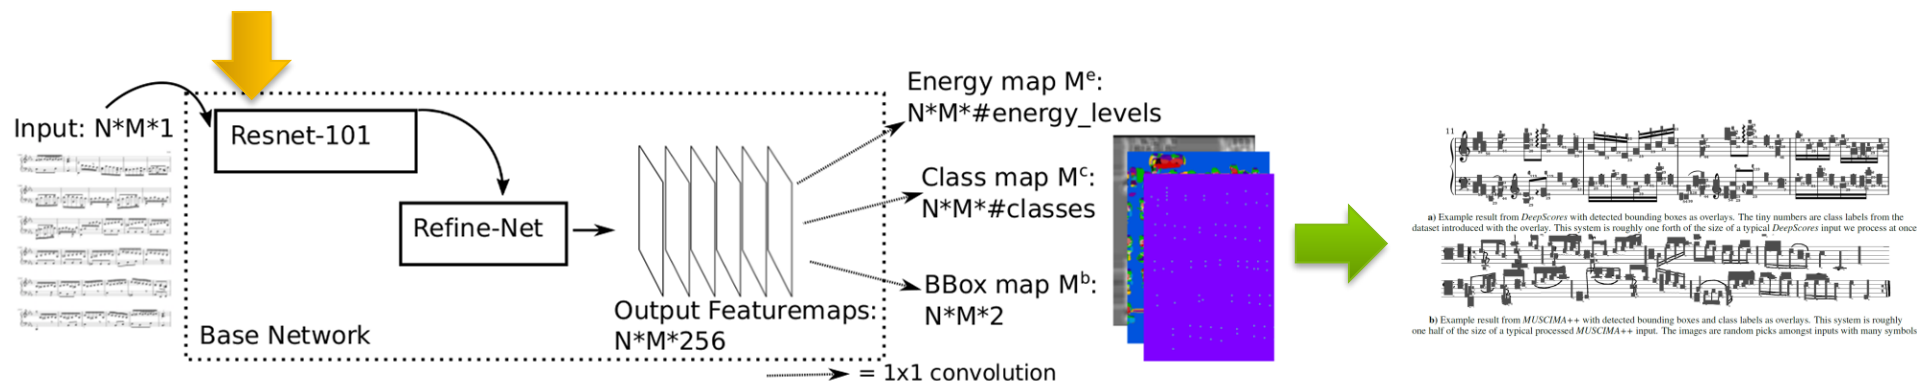 Input: N*M*1
Resnet-101
Refine-Net
Base Network
Output Featuremaps:
N*M*256
Energy map Mᵉ:
N*M*#energy_levels
Class map Mᶜ:
N*M*#classes
BBox map Mᵇ:
N*M*2
= 1x1 convolution
11
a) Example result from DeepScores with detected bounding boxes as overlays. The tiny numbers are class labels from the
dataset introduced with the overlay. This system is roughly one forth of the size of a typical DeepScores input we process at once
b) Example result from MUSCIMA++ with detected bounding boxes and class labels as overlays. This system is roughly
one half of the size of a typical processed MUSCIMA++ input. The images are random picks amongst inputs with many symbols